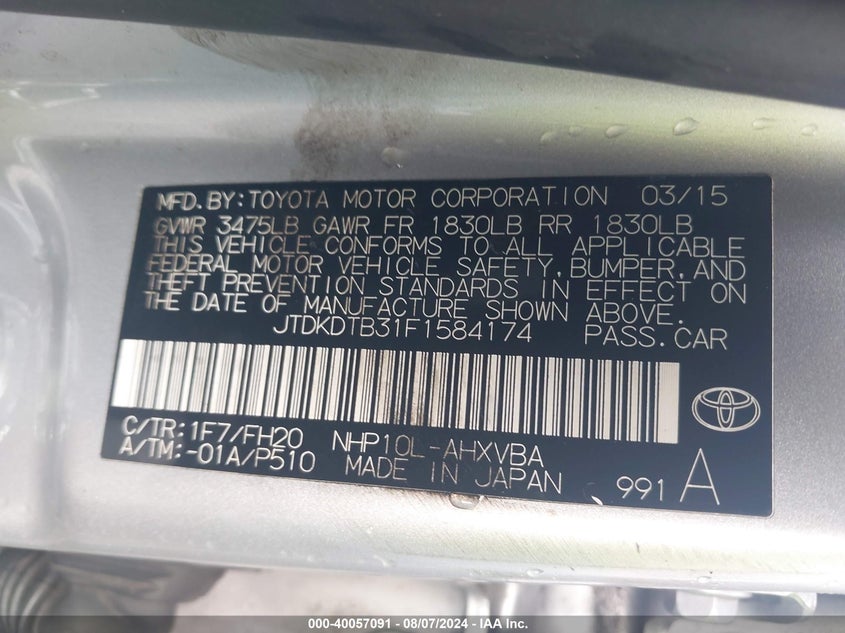 MFD.BY:TOYOTA MOTOR CORPORATION 03/15
GVWR 3475LB GAWR FR 1830LB RR 1830LB
THIS VEHICLE CONFORMS TO ALL APPLICABLE
FEDERAL MOTOR VEHICLE SAFETY,BUMPER,AND
THEFT PREVENTION STANDARDS IN EFFECT ON
THE DATE OF MANUFACTURE SHOWN ABOVE.
JTDKDTB31F1584174 PASS.CAR
C/TR:1F7/FH20 NHP10L-AHXVBA
A/TM:-01A/P510 MADE IN JAPAN 991 A
000-40057091 - 08/07/2024 - IAA Inc.